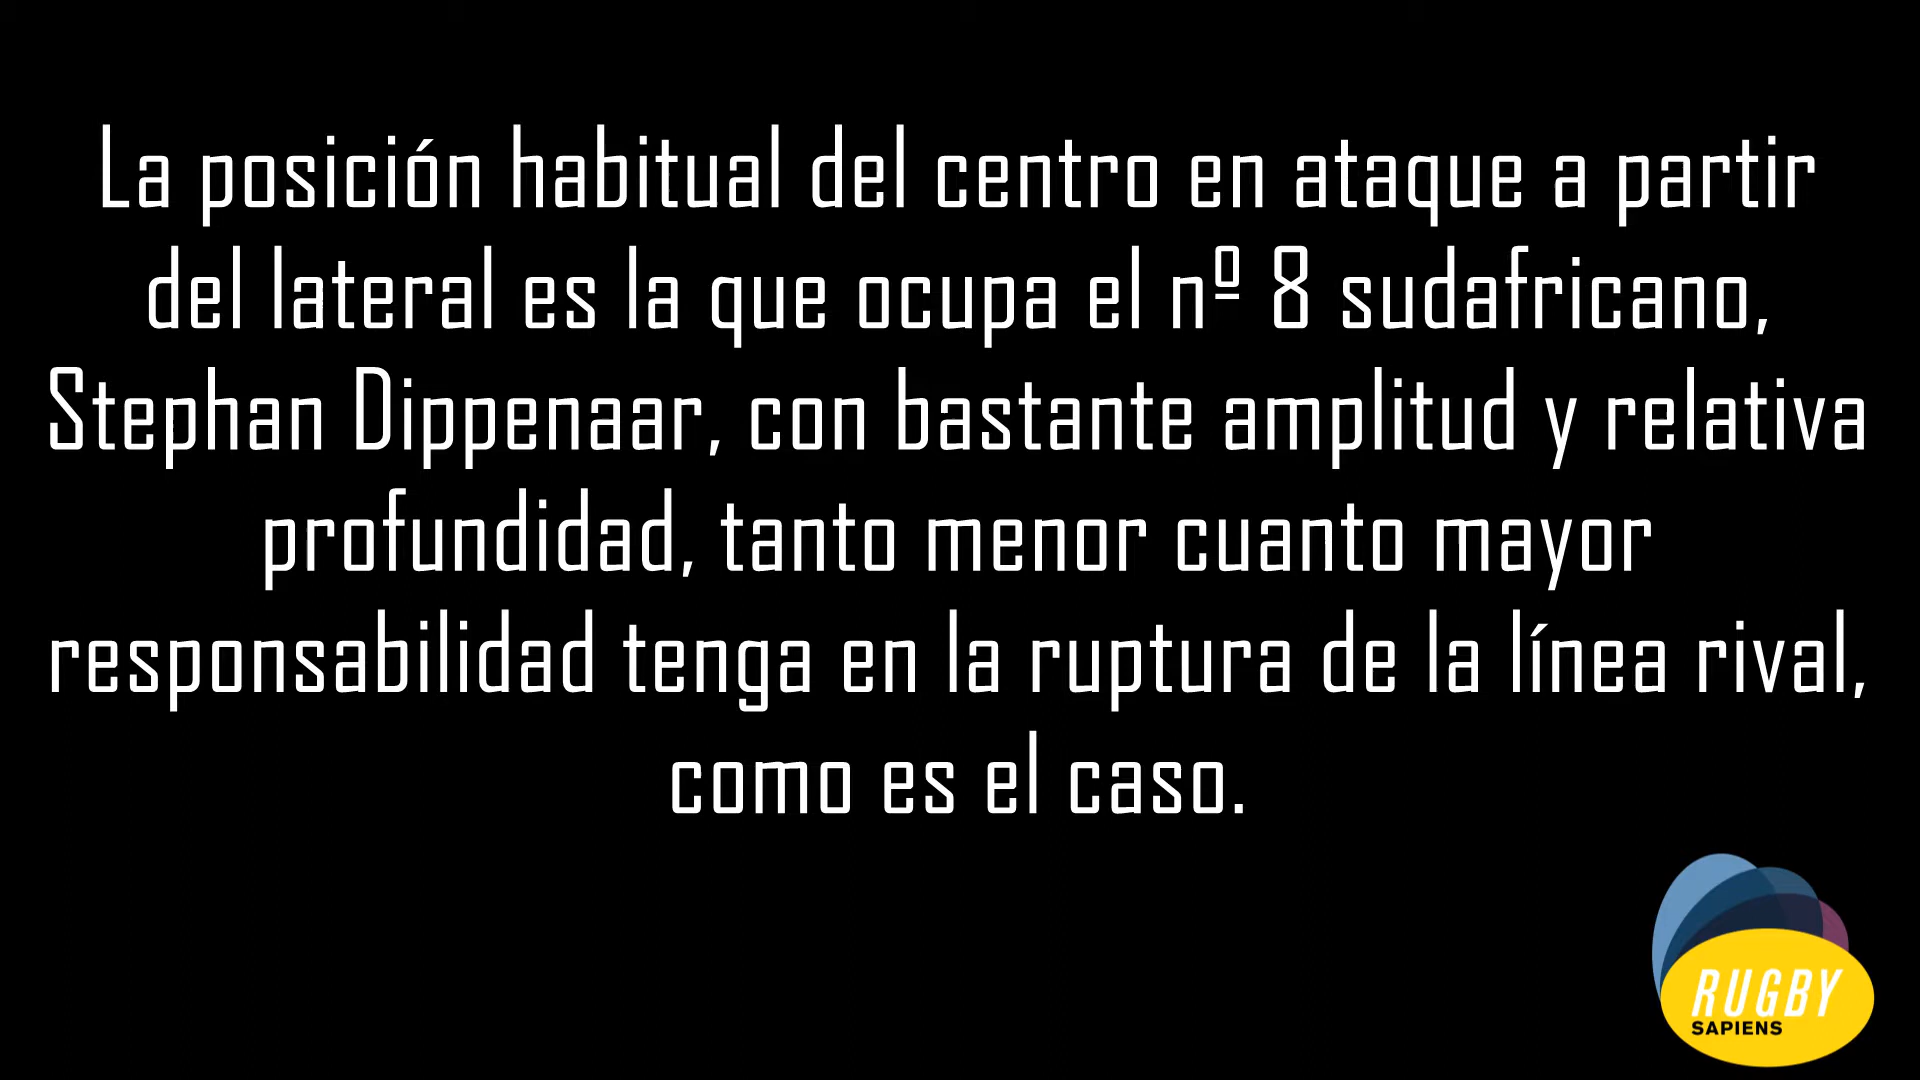 La posición habitual del centro en ataque a partir
del lateral es la que ocupa el nº 8 sudafricano,
Stephan Dippenaar, con bastante amplitud y relativa
profundidad, tanto menor cuanto mayor
responsabilidad tenga en la ruptura de la línea rival,
como es el caso.
RUGBY
SAPIENS